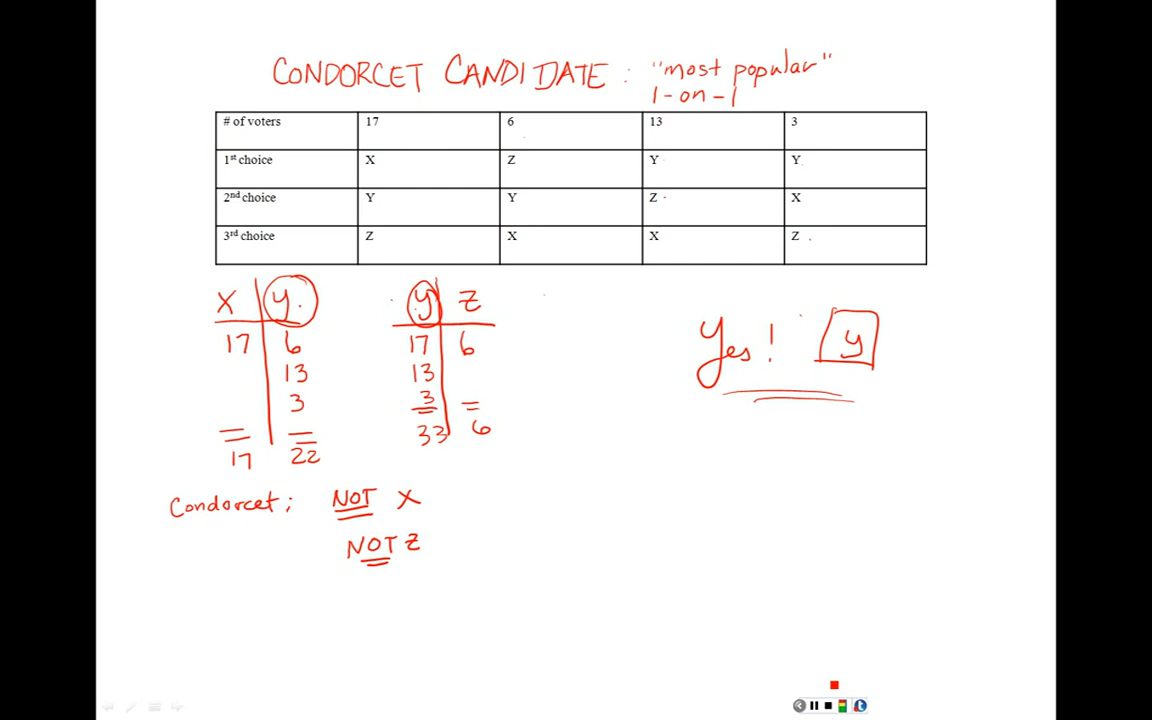 CONDORCET CANDIDATE : "most popular"
1-on-1
# of voters 17 6 13 3
1st choice X Z Y Y
2nd choice Y Y Z X
3rd choice Z X X Z
X y y Z
17 6 17 6
13 13
3 3 =
= = 33 6
17 22
Yes! y
Condorcet; NOT X
NOT Z